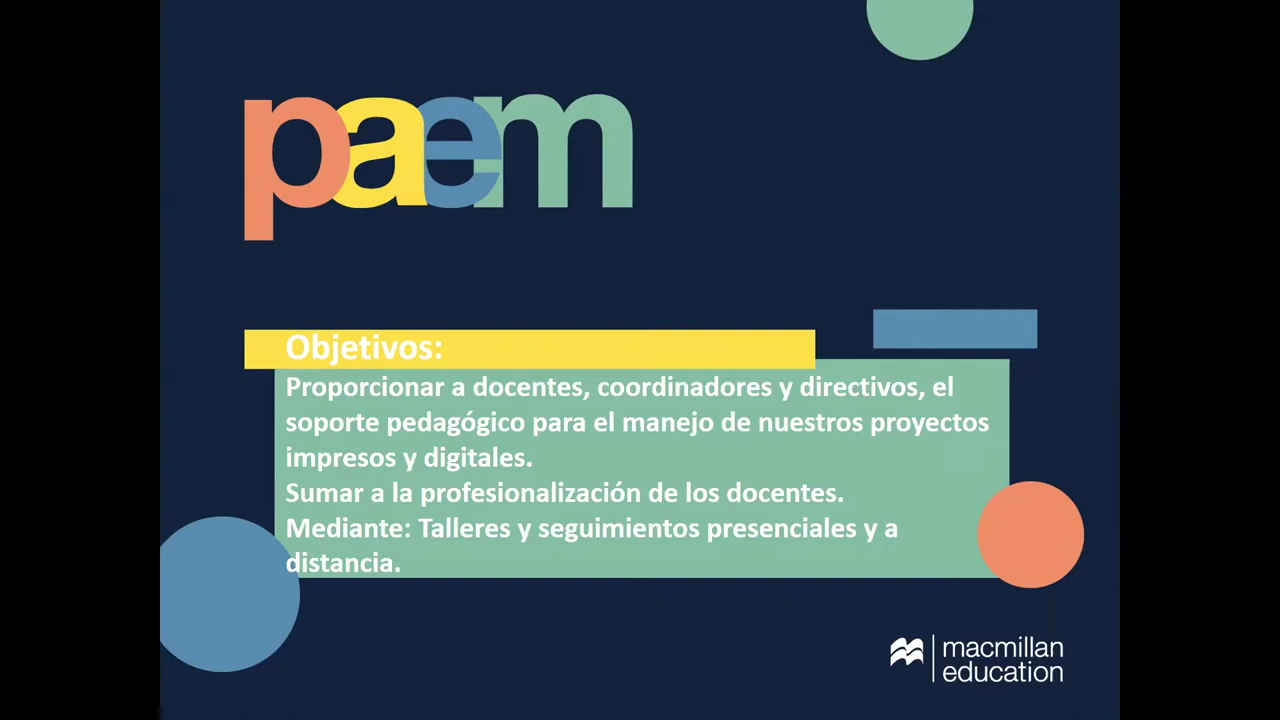 paem
Objetivos:
Proporcionar a docentes, coordinadores y directivos, el
soporte pedagógico para el manejo de nuestros proyectos
impresos y digitales.
Sumar a la profesionalización de los docentes.
Mediante: Talleres y seguimientos presenciales y a
distancia.
macmillan
education